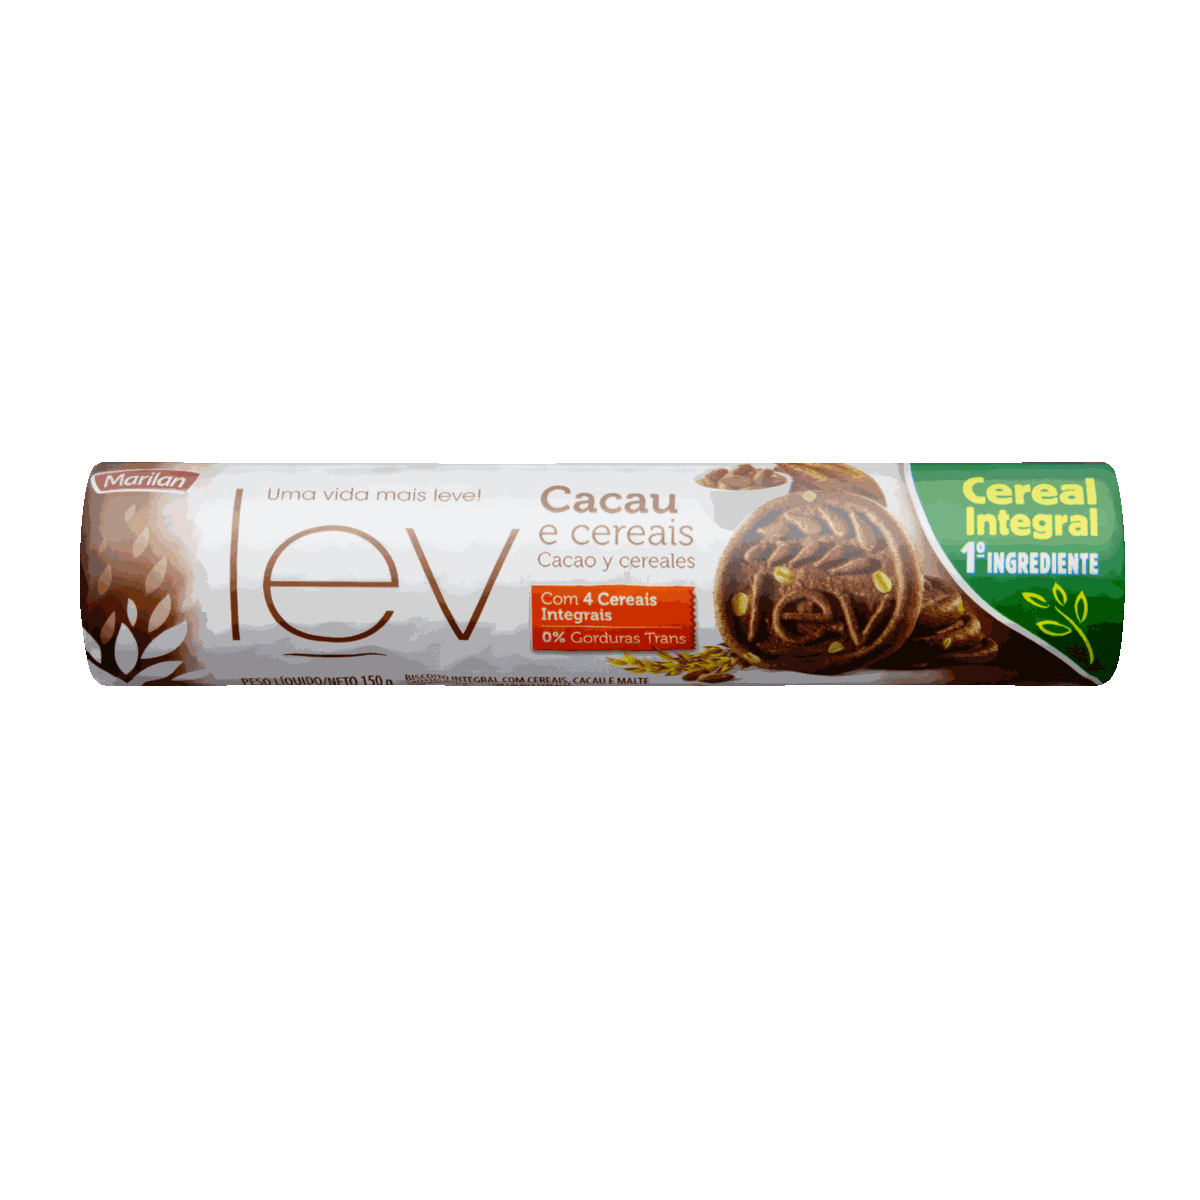 Marilan
Uma vida mais leve!
lev
Cacau
e cereais
Cacao y cereales
Com 4 Cereais
Integrais
0% Gorduras Trans
lev
Cereal
Integral
1º INGREDIENTE
PESO LÍQUIDO/NETO 150 g
BISCOITO INTEGRAL COM CEREAIS, CACAU E MALTE